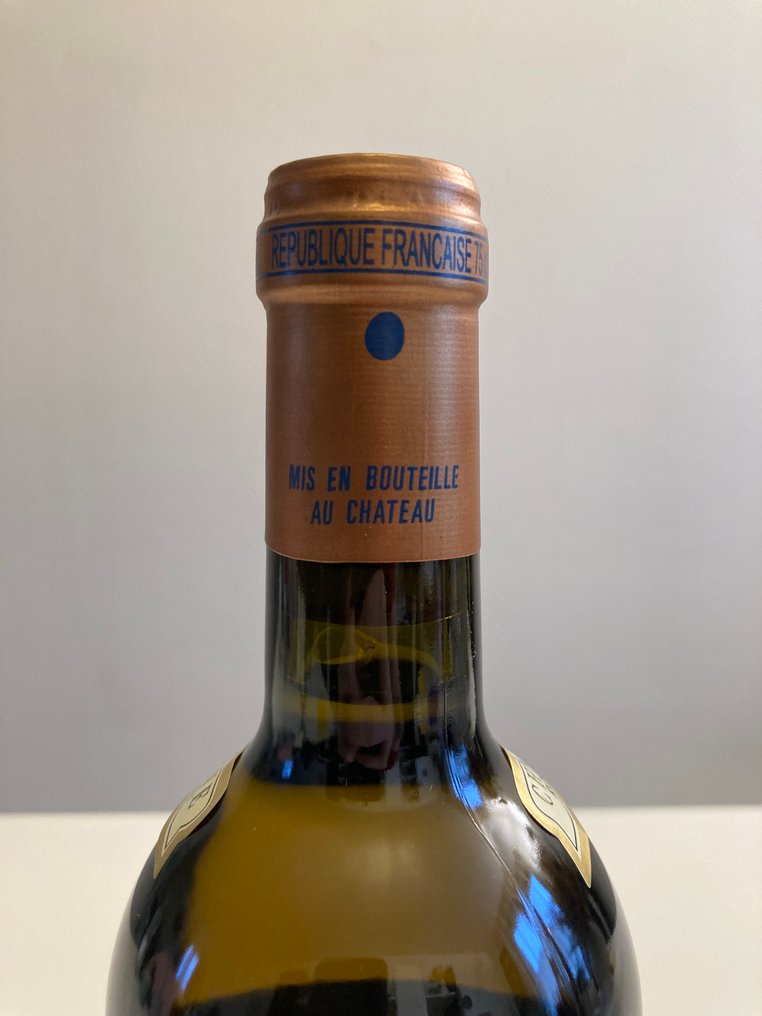 REPUBLIQUE FRANCAISE 75
MIS EN BOUTEILLE
AU CHATEAU